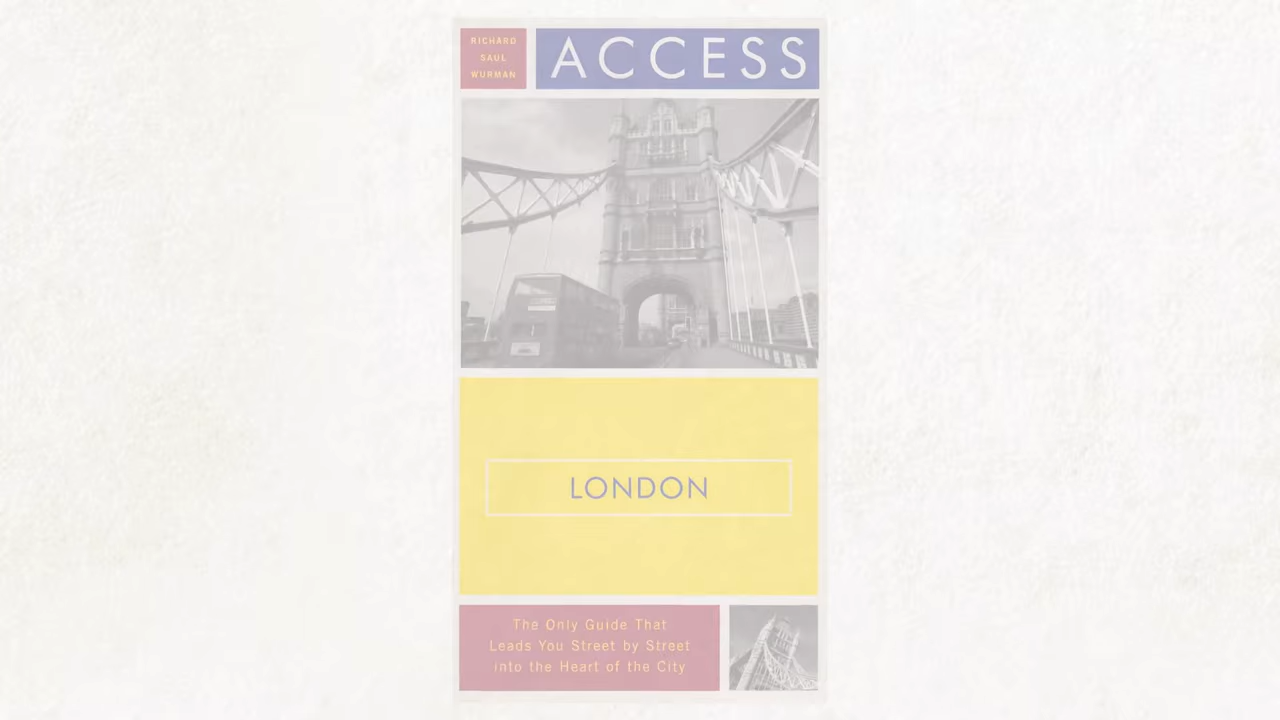 RICHARD
SAUL
WURMAN
ACCESS
LONDON
The Only Guide That
Leads You Street by Street
into the Heart of the City